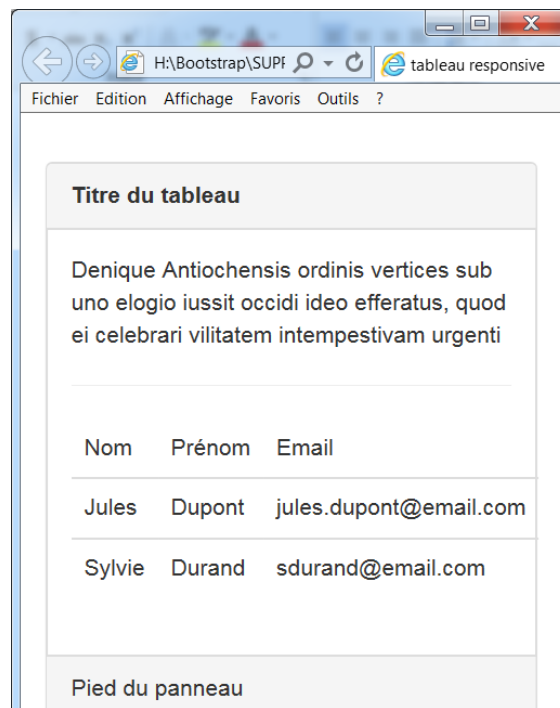 H:\Bootstrap\SUPF
tableau responsive
Fichier Edition Affichage Favoris Outils ?
Titre du tableau
Denique Antiochensis ordinis vertices sub
uno elogio iussit occidi ideo efferatus, quod
ei celebrari vilitatem intempestivam urgenti
Nom Prénom Email
Jules Dupont jules.dupont@email.com
Sylvie Durand sdurand@email.com
Pied du panneau